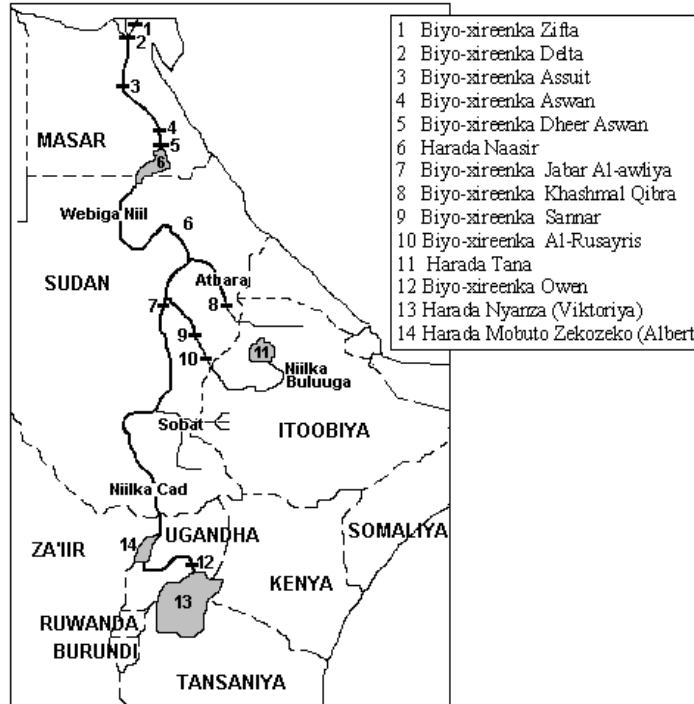 1
2
3
4
5
MASAR
6
Webiga Niil
6
SUDAN
Atbara
7
8
9
10
11
Niilka
Buluuga
Sobat
ITOOBIYA
Niilka Cad
14
UGANDHA
SOMALIYA
ZA'IIR
12
KENYA
13
RUWANDA
BURUNDI
TANSANIYA
1 Biyo-xireenka Zifta
2 Biyo-xireenka Delta
3 Biyo-xireenka Assuit
4 Biyo-xireenka Aswan
5 Biyo-xireenka Dheer Aswan
6 Harada Naasir
7 Biyo-xireenka Jabar Al-awliya
8 Biyo-xireenka Khashmal Qibra
9 Biyo-xireenka Sannar
10 Biyo-xireenka Al-Rusayris
11 Harada Tana
12 Biyo-xireenka Owen
13 Harada Nyanza (Viktoriya)
14 Harada Mobuto Zekozeko (Albert